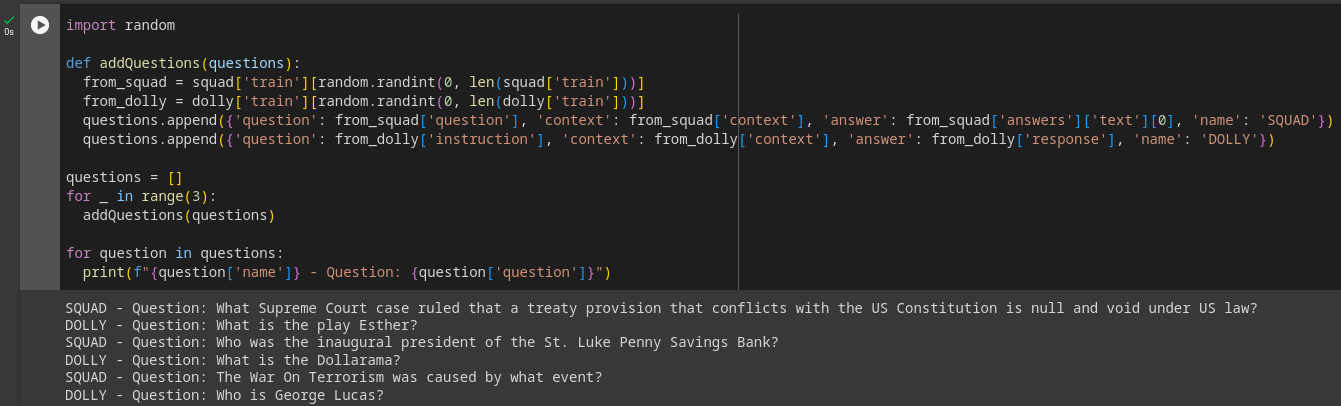 import random
def addQuestions(questions):
from_squad = squad['train'][random.randint(0, len(squad['train']))]
from_dolly = dolly['train'][random.randint(0, len(dolly['train']))]
questions.append({'question': from_squad['question'], 'context': from_squad['context'], 'answer': from_squad['answers']['text'][0], 'name': 'SQUAD'})
questions.append({'question': from_dolly['instruction'], 'context': from_dolly['context'], 'answer': from_dolly['response'], 'name': 'DOLLY'})
questions = []
for _ in range(3):
addQuestions(questions)
for question in questions:
print(f"{question['name']} - Question: {question['question']}")
0s
SQUAD - Question: What Supreme Court case ruled that a treaty provision that conflicts with the US Constitution is null and void under US law?
DOLLY - Question: What is the play Esther?
SQUAD - Question: Who was the inaugural president of the St. Luke Penny Savings Bank?
DOLLY - Question: What is the Dollarama?
SQUAD - Question: The War On Terrorism was caused by what event?
DOLLY - Question: Who is George Lucas?